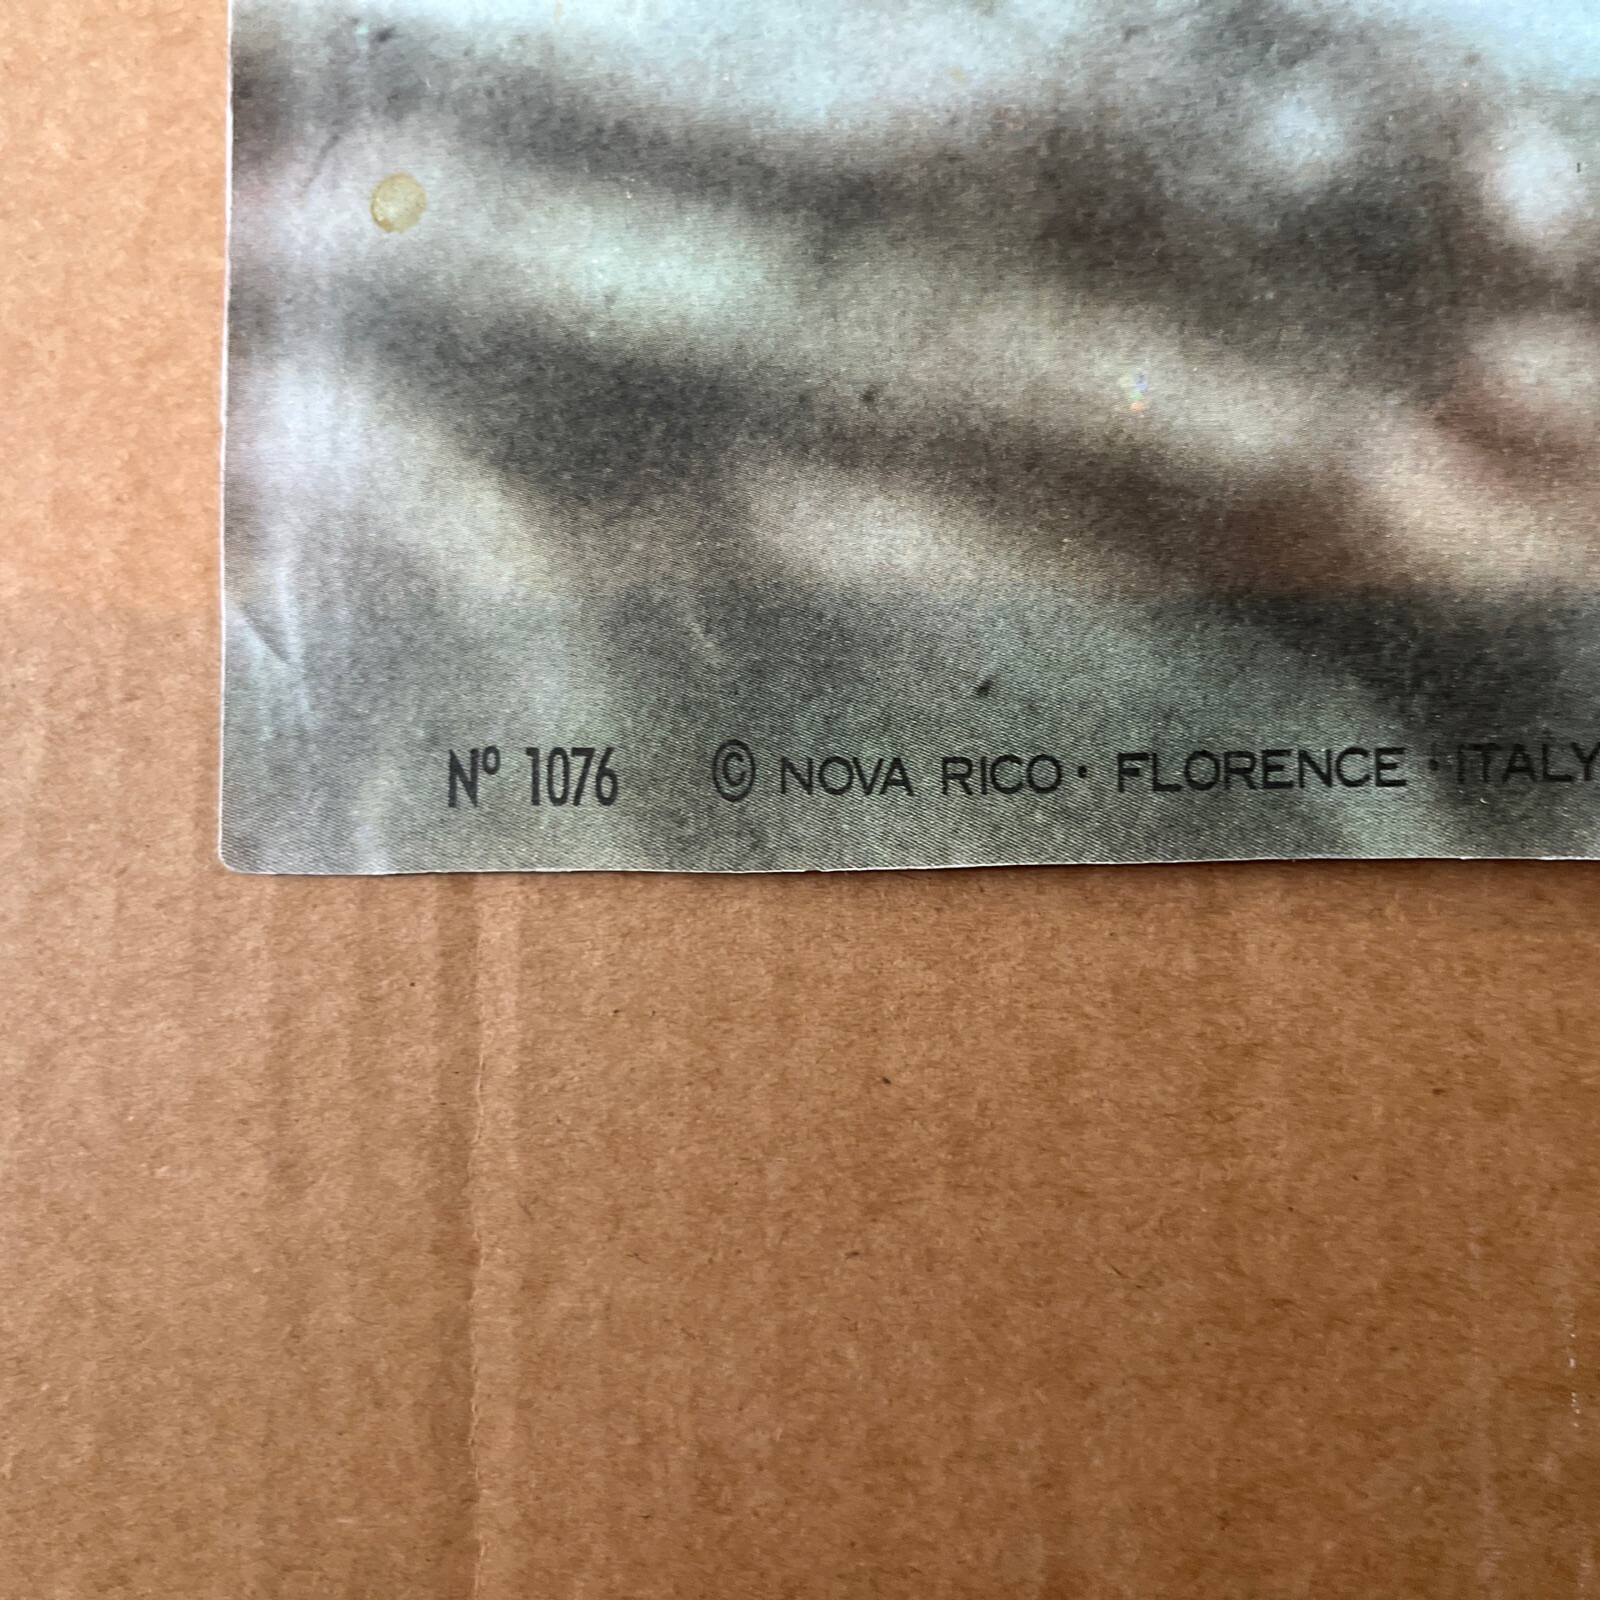 Nº 1076 © NOVA RICO · FLORENCE · ITALY